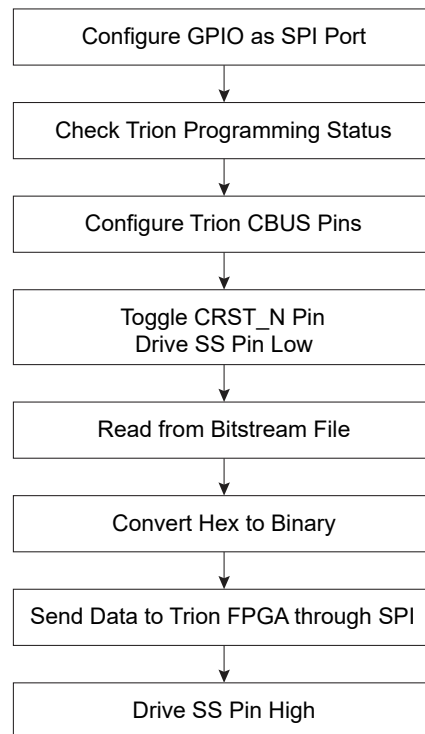 Configure GPIO as SPI Port
Check Trion Programming Status
Configure Trion CBUS Pins
Toggle CRST_N Pin
Drive SS Pin Low
Read from Bitstream File
Convert Hex to Binary
Send Data to Trion FPGA through SPI
Drive SS Pin High